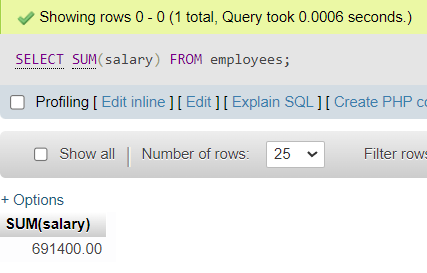 Showing rows 0 - 0 (1 total, Query took 0.0006 seconds.)
SELECT SUM(salary) FROM employees;
Profiling [ Edit inline ] [ Edit ] [ Explain SQL ] [ Create PHP
Show all Number of rows: 25 Filter rows
+ Options
SUM(salary)
691400.00